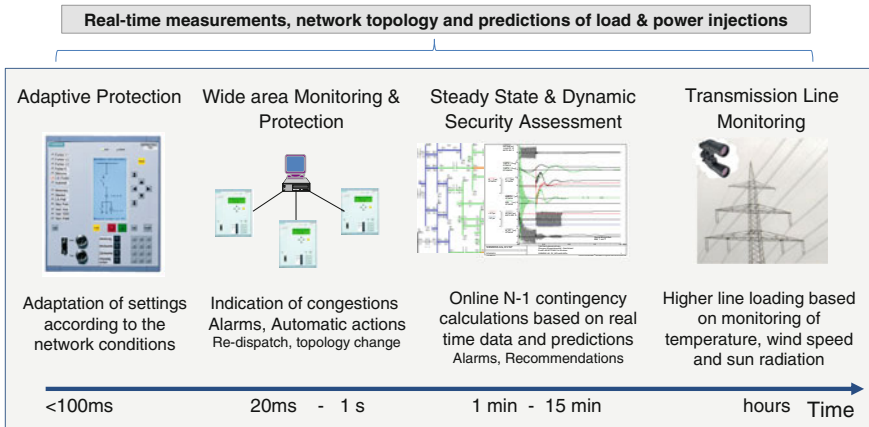 Real-time measurements, network topology and predictions of load & power injections
Adaptive Protection
Wide area Monitoring &
Protection
Steady State & Dynamic
Security Assessment
Transmission Line
Monitoring
Adaptation of settings
according to the
network conditions
Indication of congestions
Alarms, Automatic actions
Re-dispatch, topology change
Online N-1 contingency
calculations based on real
time data and predictions
Alarms, Recommendations
Higher line loading based
on monitoring of
temperature, wind speed
and sun radiation
<100ms
20ms - 1 s
1 min - 15 min
hours
Time